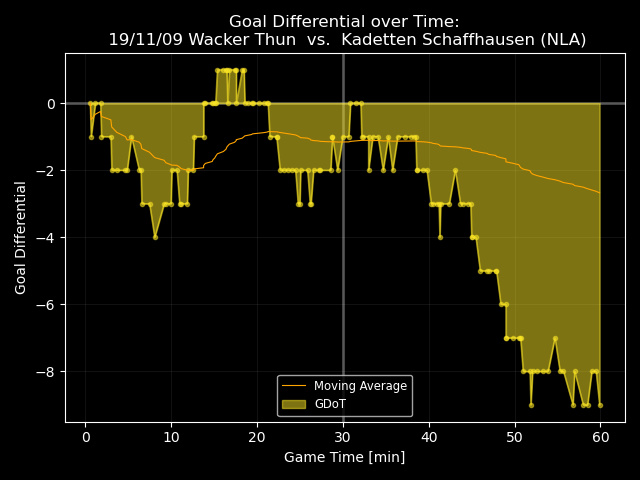 Goal Differential over Time:
19/11/09 Wacker Thun  vs.  Kadetten Schaffhausen (NLA)
Goal Differential
0
−2
−4
−6
−8
Moving Average
GDoT
0 10 20 30 40 50 60
Game Time [min]